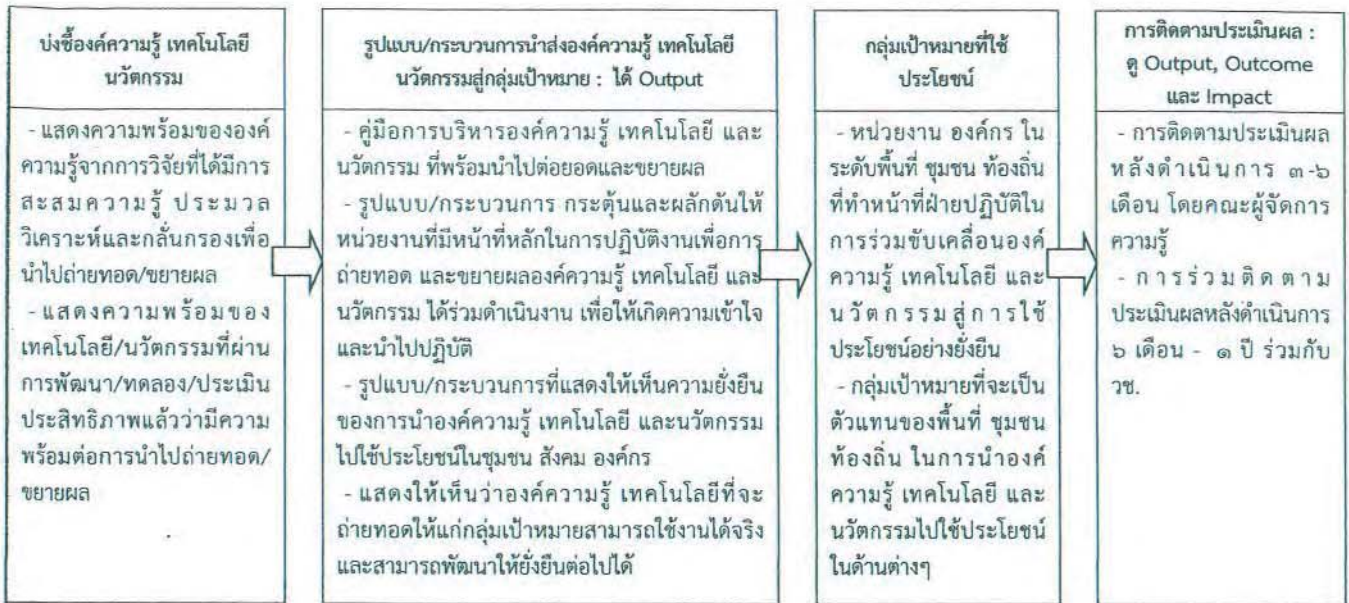 บ่งชี้องค์ความรู้ เทคโนโลยี
นวัตกรรม
- แสดงความพร้อมขององค์
ความรู้จากการวิจัยที่ได้มีการ
สะสมความรู้ ประมวล
วิเคราะห์และกลั่นกรองเพื่อ
นำไปถ่ายทอด/ขยายผล
- แสดงความพร้อมของ
เทคโนโลยี/นวัตกรรมที่ผ่าน
การพัฒนา/ทดลอง/ประเมิน
ประสิทธิภาพแล้วว่ามีความ
พร้อมต่อการนำไปถ่ายทอด/
ขยายผล
รูปแบบ/กระบวนการนำส่งองค์ความรู้ เทคโนโลยี
นวัตกรรมสู่กลุ่มเป้าหมาย : ได้ Output
- คู่มือการบริหารองค์ความรู้ เทคโนโลยี และ
นวัตกรรม ที่พร้อมนำไปต่อยอดและขยายผล
- รูปแบบ/กระบวนการ กระตุ้นและผลักดันให้
หน่วยงานที่มีหน้าที่หลักในการปฏิบัติงานเพื่อการ
ถ่ายทอด และขยายผลองค์ความรู้ เทคโนโลยี และ
นวัตกรรม ได้ร่วมดำเนินงาน เพื่อให้เกิดความเข้าใจ
และนำไปปฏิบัติ
- รูปแบบ/กระบวนการที่แสดงให้เห็นความยั่งยืน
ของการนำองค์ความรู้ เทคโนโลยี และนวัตกรรม
ไปใช้ประโยชน์ในชุมชน สังคม องค์กร
- แสดงให้เห็นว่าองค์ความรู้ เทคโนโลยีที่จะ
ถ่ายทอดให้แก่กลุ่มเป้าหมายสามารถใช้งานได้จริง
และสามารถพัฒนาให้ยั่งยืนต่อไปได้
กลุ่มเป้าหมายที่ใช้
ประโยชน์
- หน่วยงาน องค์กร ใน
ระดับพื้นที่ ชุมชน ท้องถิ่น
ที่ทำหน้าที่ฝ่ายปฏิบัติใน
การร่วมขับเคลื่อนองค์
ความรู้ เทคโนโลยี และ
นวัตกรรมสู่การใช้
ประโยชน์อย่างยั่งยืน
- กลุ่มเป้าหมายที่จะเป็น
ตัวแทนของพื้นที่ ชุมชน
ท้องถิ่น ในการนำองค์
ความรู้ เทคโนโลยี และ
นวัตกรรมไปใช้ประโยชน์
ในด้านต่างๆ
การติดตามประเมินผล :
ดู Output, Outcome
และ Impact
- การติดตามประเมินผล
หลังดำเนินการ ๓-๖
เดือน โดยคณะผู้จัดการ
ความรู้
- การร่วมติดตาม
ประเมินผลหลังดำเนินการ
๖ เดือน - ๑ ปี ร่วมกับ
วช.